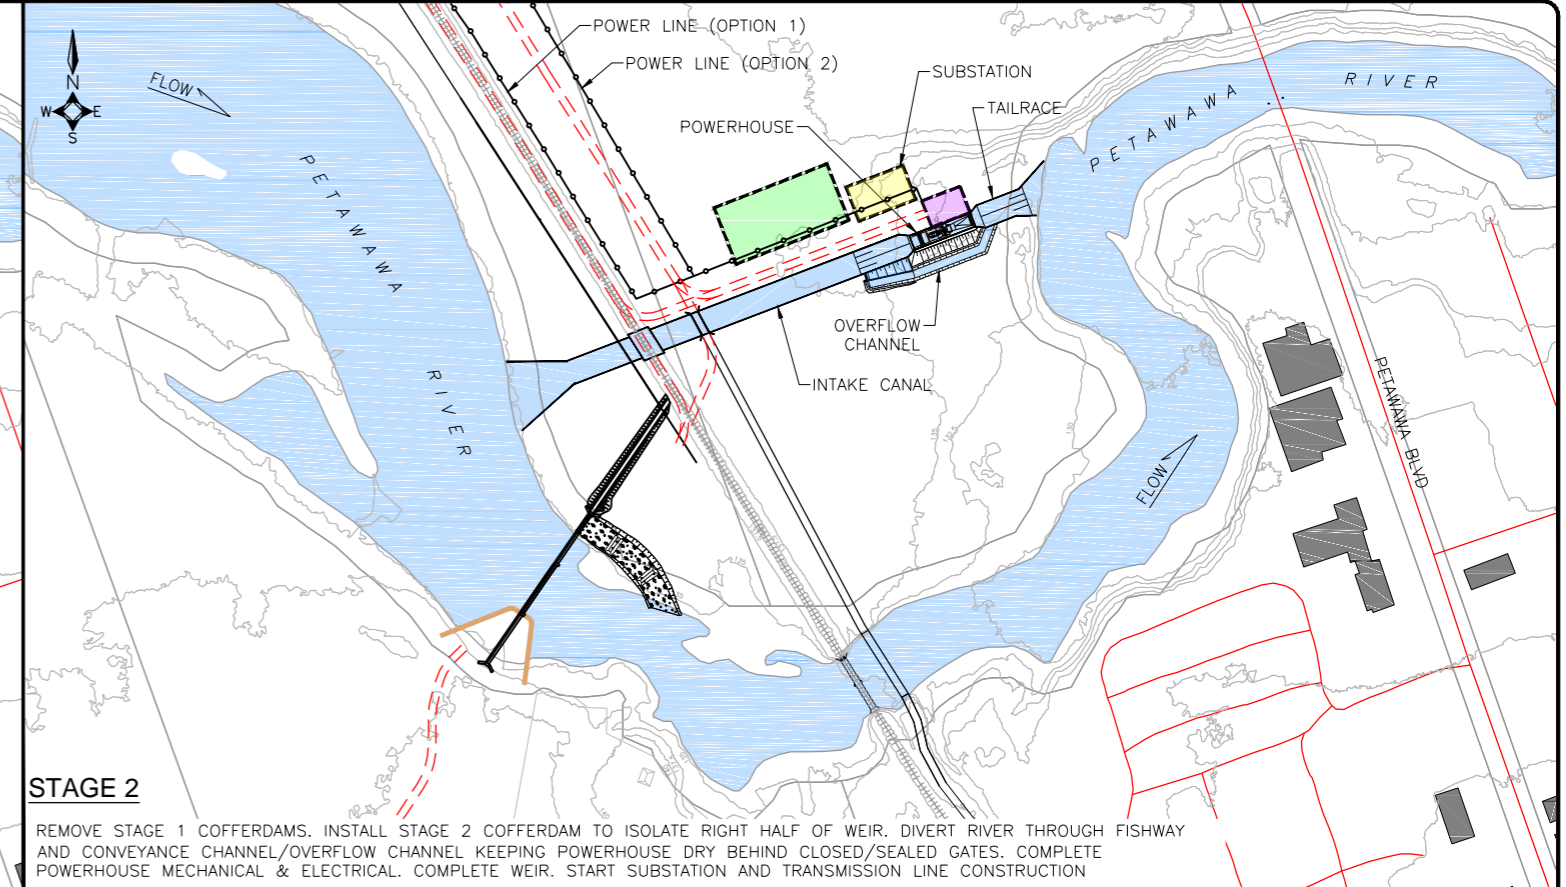 POWER LINE (OPTION 1)
POWER LINE (OPTION 2)
SUBSTATION
TAILRACE
POWERHOUSE
N
W
E
S
FLOW
PETAWAWA RIVER
PETAWAWA RIVER
OVERFLOW
CHANNEL
INTAKE CANAL
FLOW
PETAWAWA BLVD
STAGE 2
REMOVE STAGE 1 COFFERDAMS. INSTALL STAGE 2 COFFERDAM TO ISOLATE RIGHT HALF OF WEIR. DIVERT RIVER THROUGH FISHWAY
AND CONVEYANCE CHANNEL/OVERFLOW CHANNEL KEEPING POWERHOUSE DRY BEHIND CLOSED/SEALED GATES. COMPLETE
POWERHOUSE MECHANICAL & ELECTRICAL. COMPLETE WEIR. START SUBSTATION AND TRANSMISSION LINE CONSTRUCTION